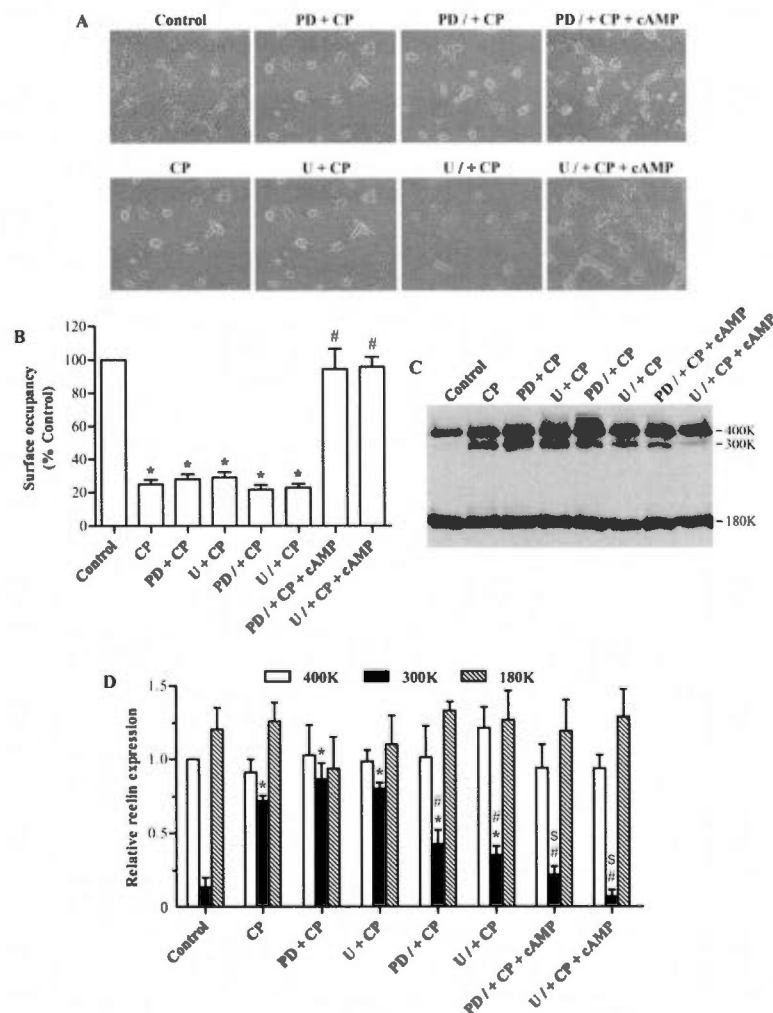 A
Control
PD + CP
PD / + CP
PD / + CP + cAMP
CP
U + CP
U / + CP
U / + CP + cAMP
B
Surface occupancy
(% Control)
120
100
80
60
40
20
0
*
*
*
*
*
#
#
Control
CP
PD + CP
U + CP
PD / + CP
U / + CP
PD / + CP + cAMP
U / + CP + cAMP
C
Control
CP
PD + CP
U + CP
PD / + CP
U / + CP
PD / + CP + cAMP
U / + CP + cAMP
400K
300K
180K
D
400K
300K
180K
Relative reelin expression
1.5
1.0
0.5
0
*
*
*
#
*
#
*
$
#
$
#
Control
CP
PD + CP
U + CP
PD / + CP
U / + CP
PD / + CP + cAMP
U / + CP + cAMP